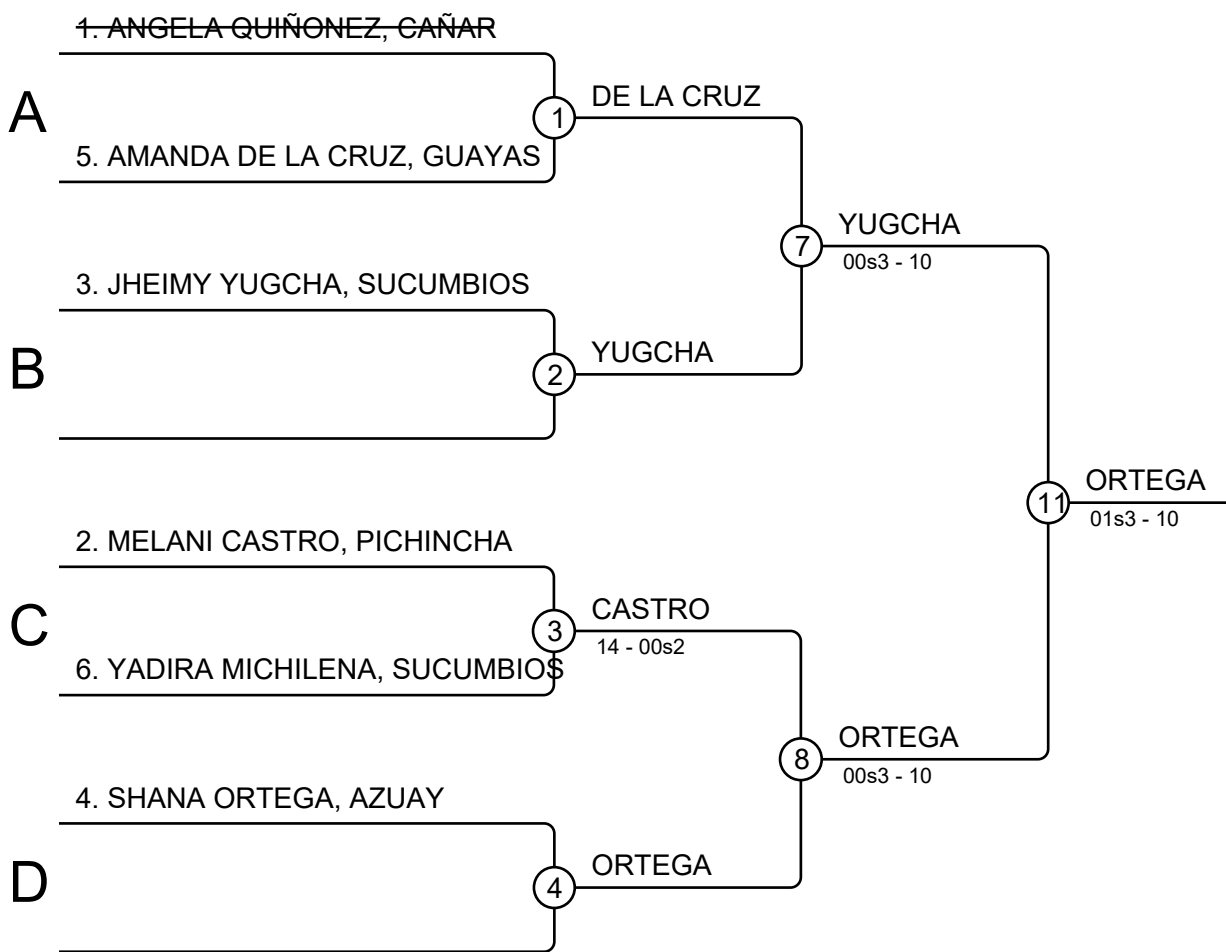 1. ANGELA QUIÑONEZ, CAÑAR
A
1
DE LA CRUZ
5. AMANDA DE LA CRUZ, GUAYAS
7
YUGCHA
00s3 - 10
3. JHEIMY YUGCHA, SUCUMBIOS
B
2
YUGCHA
11
ORTEGA
01s3 - 10
2. MELANI CASTRO, PICHINCHA
C
3
CASTRO
14 - 00s2
6. YADIRA MICHILENA, SUCUMBIOS
8
ORTEGA
00s3 - 10
4. SHANA ORTEGA, AZUAY
D
4
ORTEGA